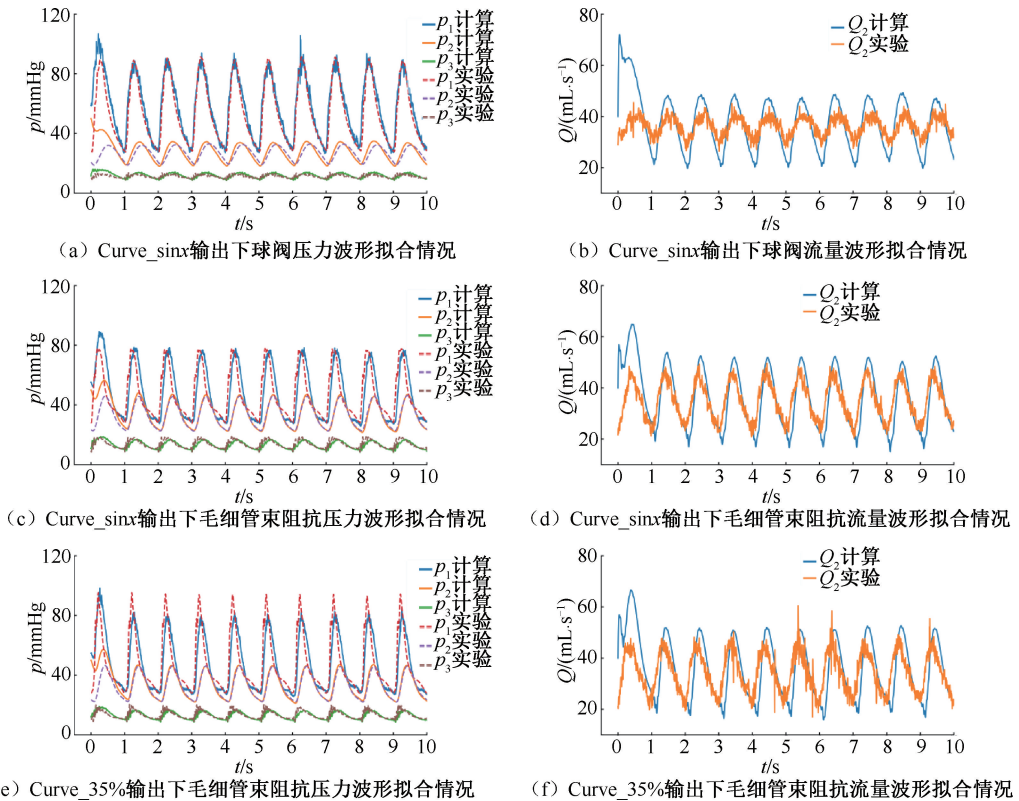 120
80
40
0
p/mmHg
p₁计算
p₂计算
p₃计算
p₁实验
p₂实验
p₃实验
0 1 2 3 4 5 6 7 8 9 10
t/s
（a）Curve_sinx输出下球阀压力波形拟合情况
80
60
40
20
Q/(mL·s⁻¹)
Q₂计算
Q₂实验
0 1 2 3 4 5 6 7 8 9 10
t/s
（b）Curve_sinx输出下球阀流量波形拟合情况
120
80
40
0
p/mmHg
p₁计算
p₂计算
p₃计算
p₁实验
p₂实验
p₃实验
0 1 2 3 4 5 6 7 8 9 10
t/s
（c）Curve_sinx输出下毛细管束阻抗压力波形拟合情况
80
60
40
20
Q/(mL·s⁻¹)
Q₂计算
Q₂实验
0 1 2 3 4 5 6 7 8 9 10
t/s
（d）Curve_sinx输出下毛细管束阻抗流量波形拟合情况
120
80
40
0
p/mmHg
p₁计算
p₂计算
p₃计算
p₁实验
p₂实验
p₃实验
0 1 2 3 4 5 6 7 8 9 10
t/s
e）Curve_35%输出下毛细管束阻抗压力波形拟合情况
80
60
40
20
Q/(mL·s⁻¹)
Q₂计算
Q₂实验
0 1 2 3 4 5 6 7 8 9 10
t/s
（f）Curve_35%输出下毛细管束阻抗流量波形拟合情况